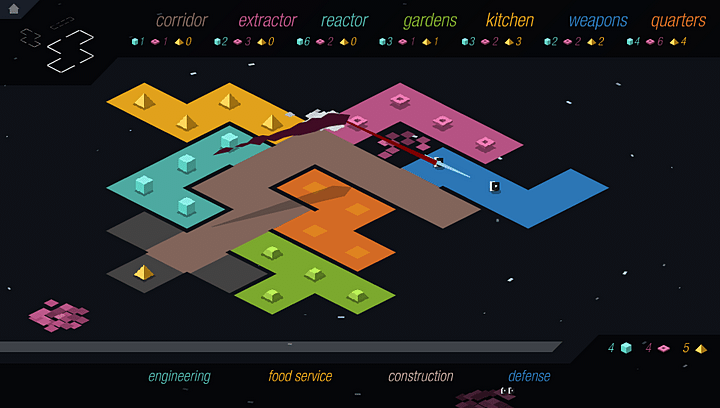 corridor extractor reactor gardens kitchen weapons quarters
1 1 0 2 3 0 6 2 0 3 1 1 3 2 3 2 2 2 4 6 4
4 4 5
engineering food service construction defense